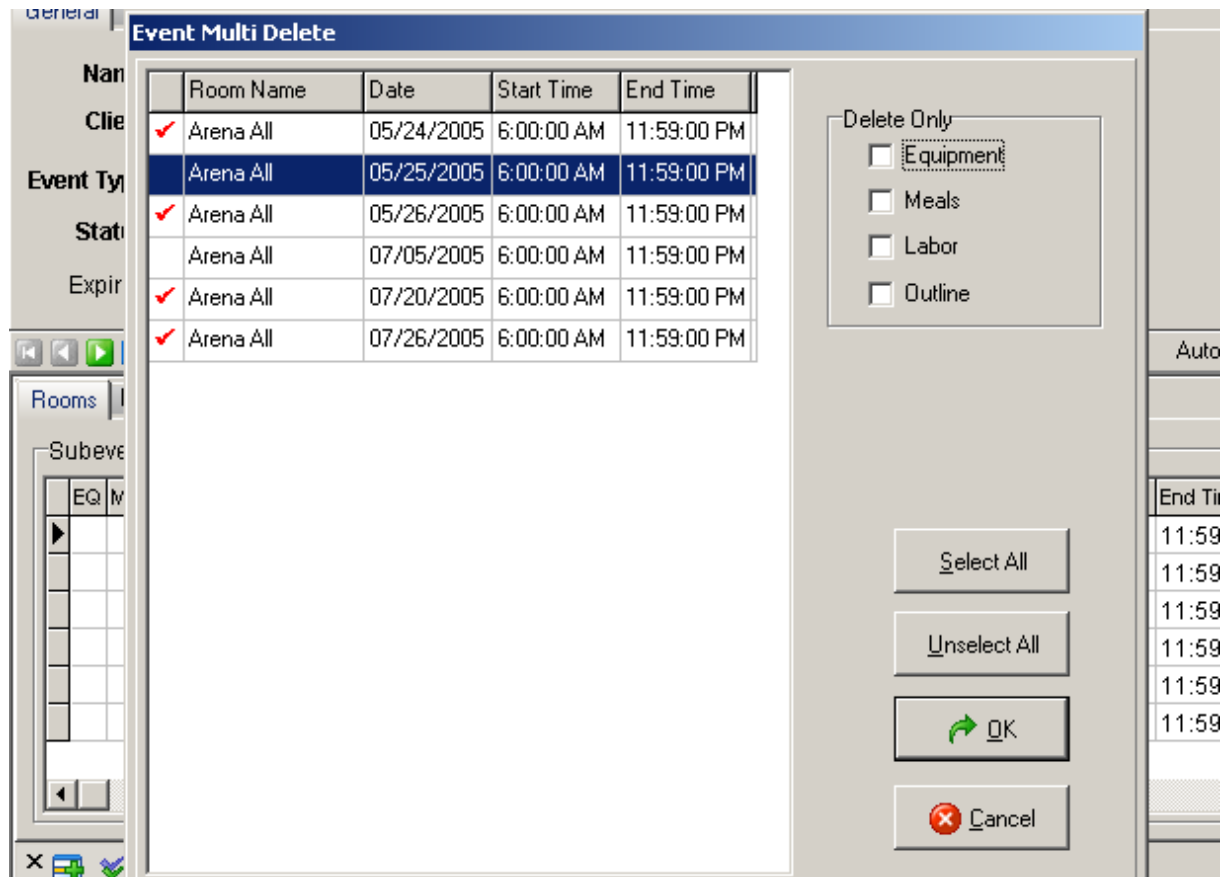 General
Event Multi Delete
Nan
Clie
Event Ty
Stat
Expir
Room Name Date Start Time End Time
Arena All 05/24/2005 6:00:00 AM 11:59:00 PM
Arena All 05/25/2005 6:00:00 AM 11:59:00 PM
Arena All 05/26/2005 6:00:00 AM 11:59:00 PM
Arena All 07/05/2005 6:00:00 AM 11:59:00 PM
Arena All 07/20/2005 6:00:00 AM 11:59:00 PM
Arena All 07/26/2005 6:00:00 AM 11:59:00 PM
Delete Only
Equipment
Meals
Labor
Outline
Auto
Rooms
Subeve
EQ M
End Ti
11:59
11:59
11:59
11:59
11:59
11:59
Select All
Unselect All
OK
Cancel